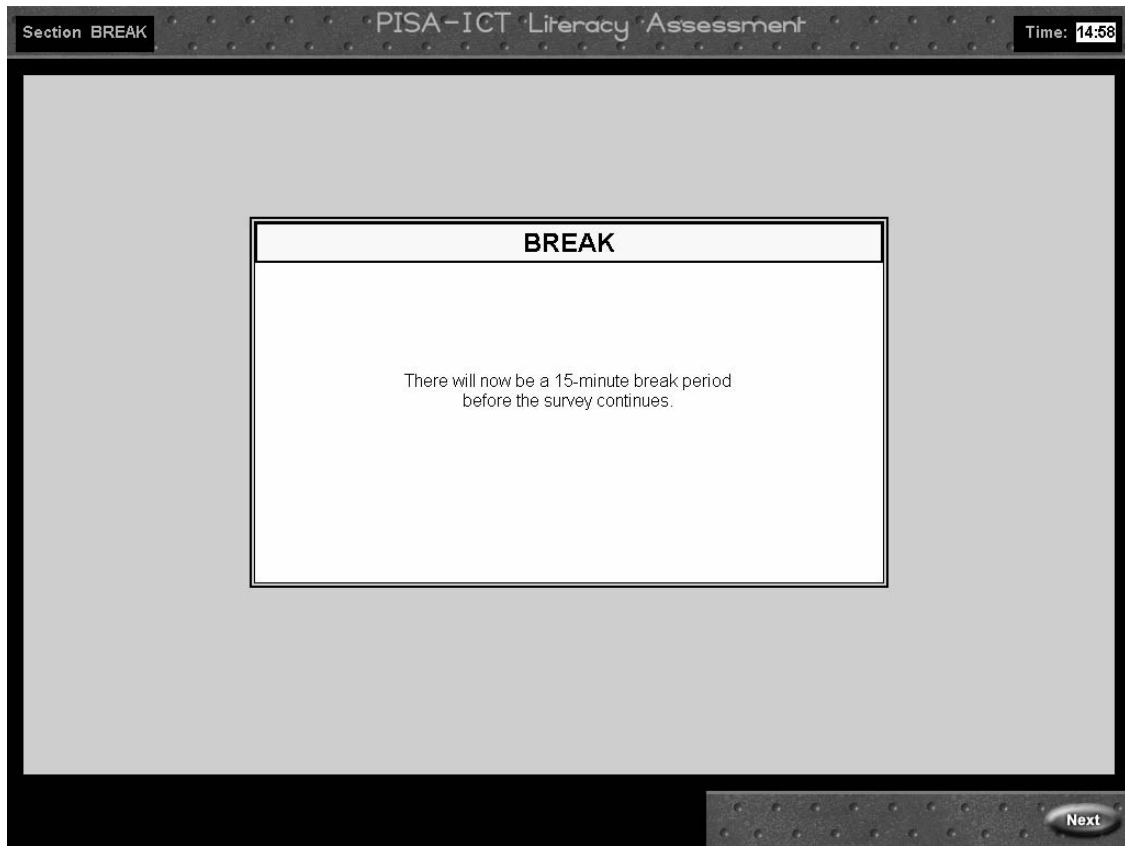 Section BREAK
PISA-ICT Literacy Assessment
Time: 14:58
BREAK
There will now be a 15-minute break period
before the survey continues.
Next